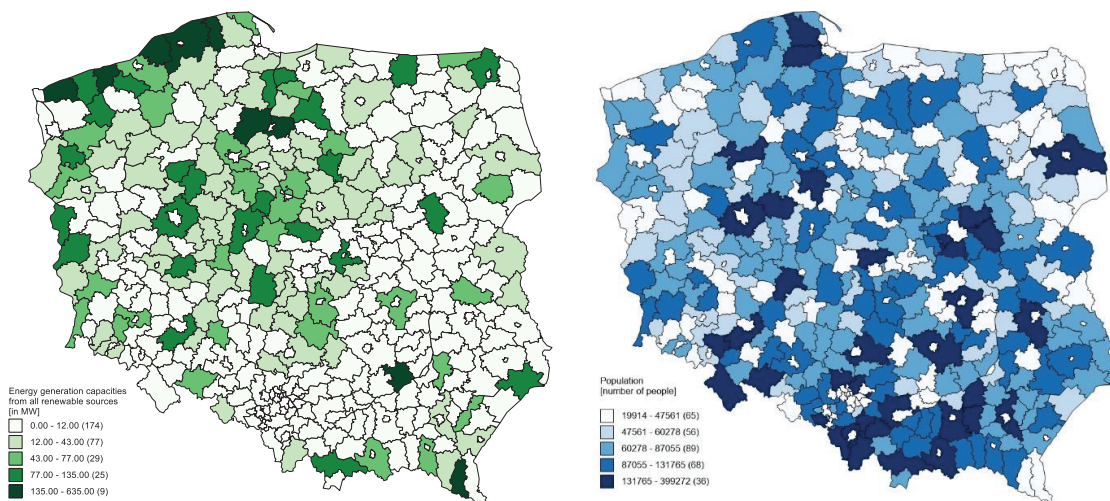 Energy generation capacities
from all renewable sources
[in MW]
0.00 - 12.00 (174)
12.00 - 43.00 (77)
43.00 - 77.00 (29)
77.00 - 135.00 (25)
135.00 - 635.00 (9)
Population
[number of people]
19914 - 47561 (65)
47561 - 60278 (56)
60278 - 87055 (89)
87055 - 131765 (68)
131765 - 399272 (36)